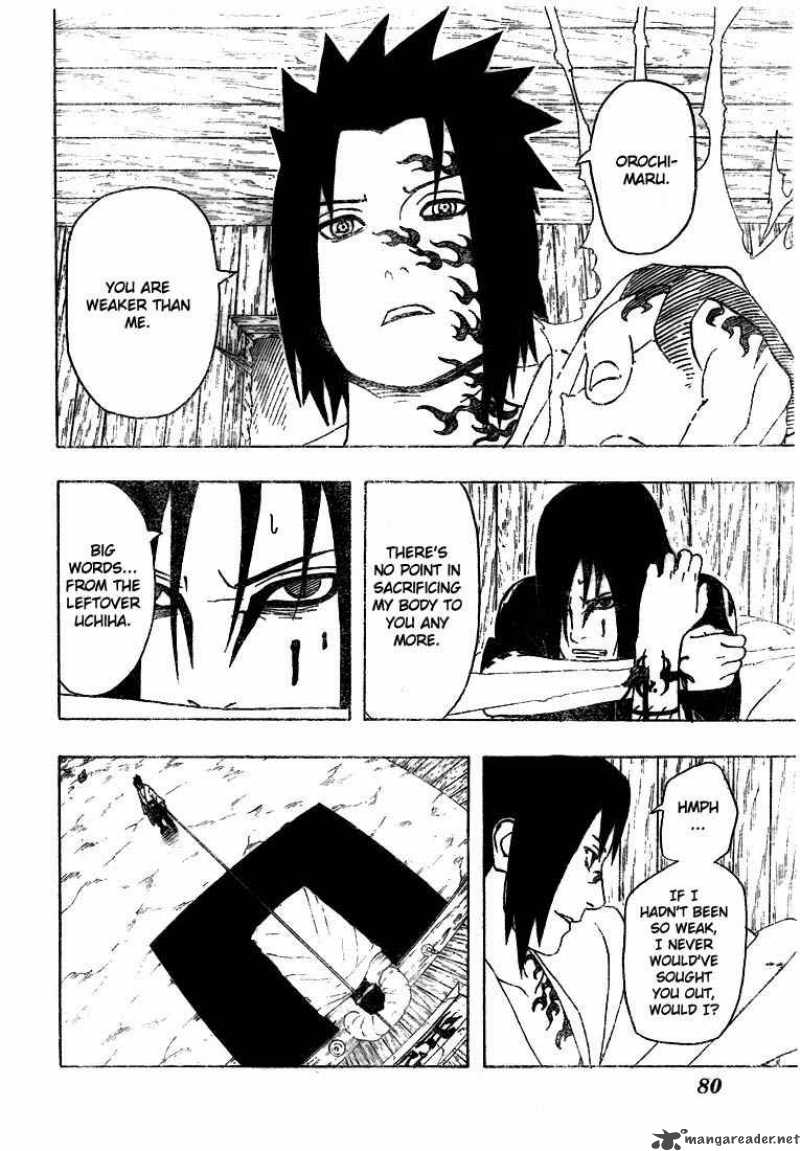 OROCHI-
MARU.
YOU ARE
WEAKER THAN
ME.
THERE'S
NO POINT IN
SACRIFICING
MY BODY TO
YOU ANY
MORE.
BIG
WORDS...
FROM THE
LEFTOVER
UCHIHA.
HMPH
...
IF I
HADN'T BEEN
SO WEAK,
I NEVER
WOULD'VE
SOUGHT
YOU OUT,
WOULD I?
80
mangareader.net